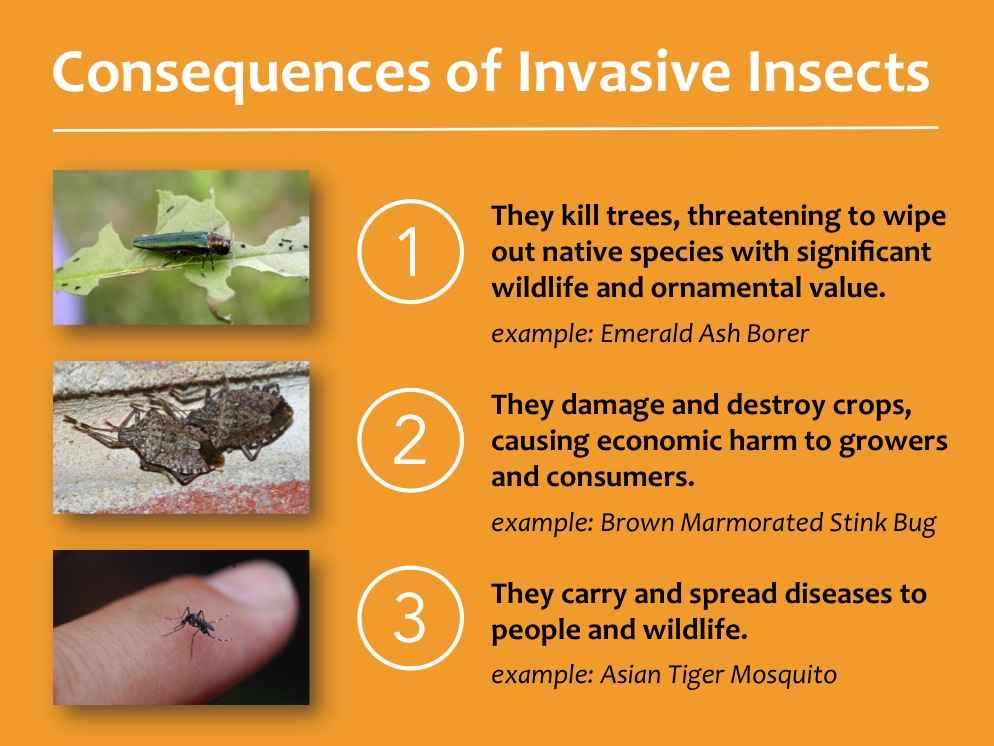 Consequences of Invasive Insects
1
They kill trees, threatening to wipe
out native species with significant
wildlife and ornamental value.
example: Emerald Ash Borer
2
They damage and destroy crops,
causing economic harm to growers
and consumers.
example: Brown Marmorated Stink Bug
3
They carry and spread diseases to
people and wildlife.
example: Asian Tiger Mosquito